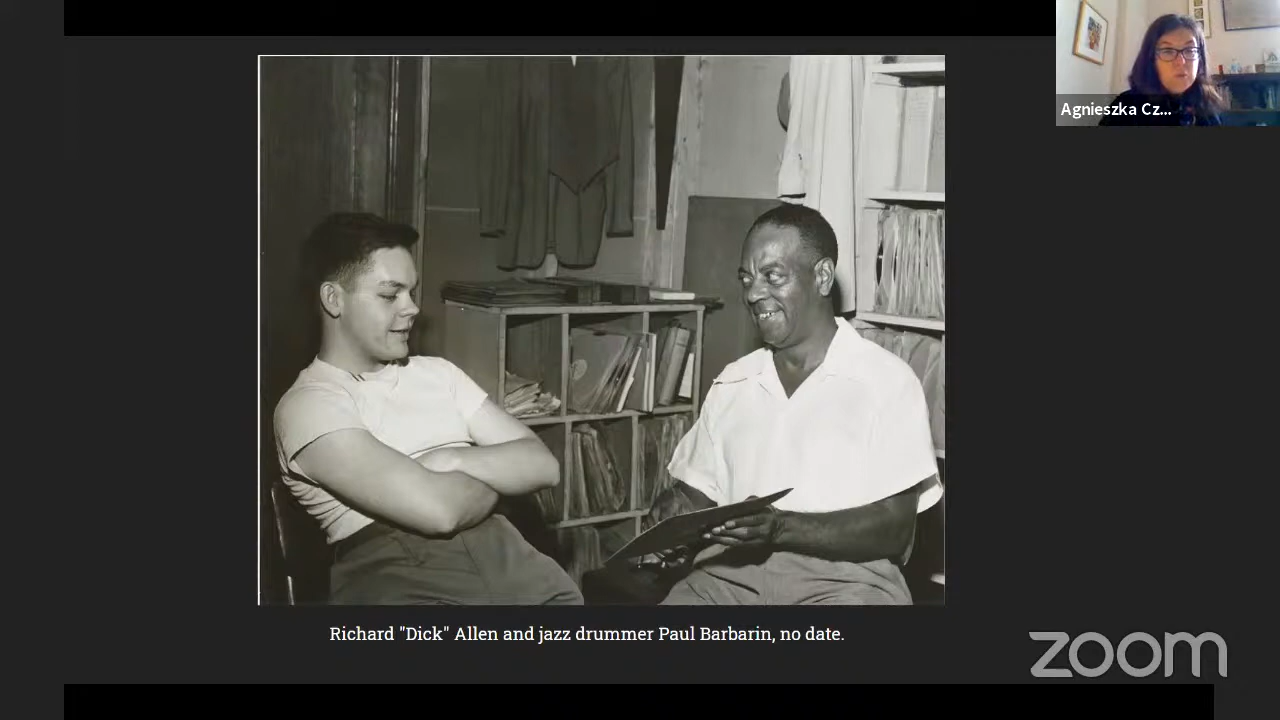 Agnieszka Cz...
Richard "Dick" Allen and jazz drummer Paul Barbarin, no date.
zoom